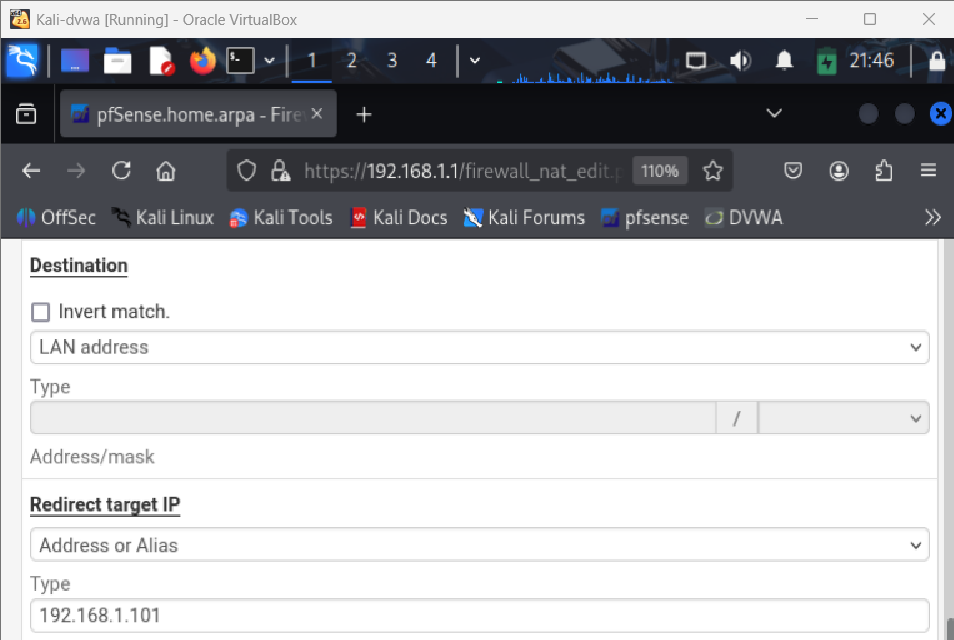 Kali-dvwa [Running] - Oracle VirtualBox
1 2 3 4 21:46
pfSense.home.arpa - Fire
https://192.168.1.1/firewall_nat_edit.p 110%
OffSec Kali Linux Kali Tools Kali Docs Kali Forums pfsense DVWA
Destination
Invert match.
LAN address
Type
/
Address/mask
Redirect target IP
Address or Alias
Type
192.168.1.101